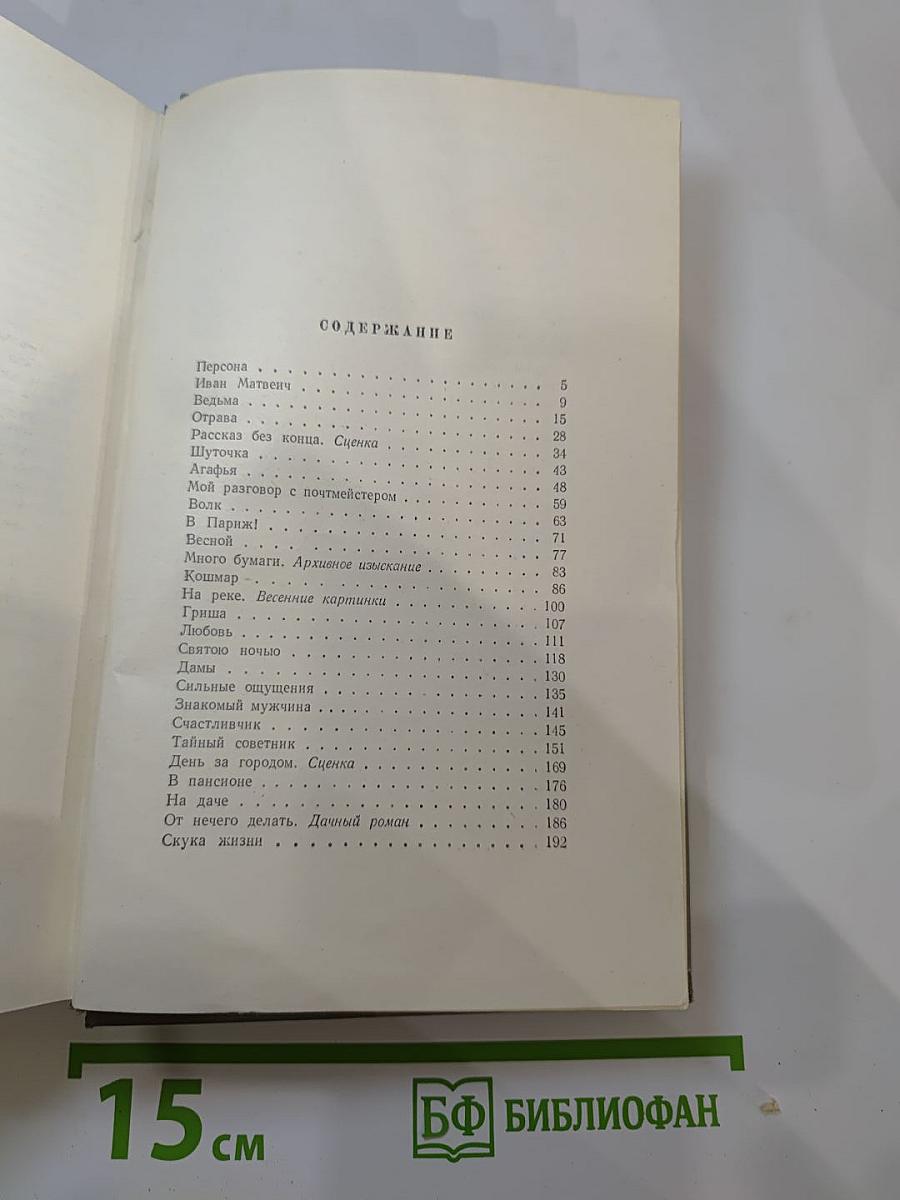 СОДЕРЖАНИЕ
Персона . . . . . . . . . . . . . . . . . . 5
Иван Матвеич . . . . . . . . . . . . . . . 9
Ведьма . . . . . . . . . . . . . . . . . . 15
Отрава . . . . . . . . . . . . . . . . . . 28
Рассказ без конца. Сценка . . . . . . . . . 34
Шуточка . . . . . . . . . . . . . . . . . . 43
Агафья . . . . . . . . . . . . . . . . . . 48
Мой разговор с почтмейстером . . . . . . . . 59
Волк . . . . . . . . . . . . . . . . . . . 63
В Париж! . . . . . . . . . . . . . . . . . 71
Весной . . . . . . . . . . . . . . . . . . 77
Много бумаги. Архивное изыскание . . . . . . . 83
Кошмар . . . . . . . . . . . . . . . . . . 86
На реке. Весенние картинки . . . . . . . . . 100
Гриша . . . . . . . . . . . . . . . . . . . 107
Любовь . . . . . . . . . . . . . . . . . . 111
Святою ночью . . . . . . . . . . . . . . . 118
Дамы . . . . . . . . . . . . . . . . . . . 130
Сильные ощущения . . . . . . . . . . . . . 135
Знакомый мужчина . . . . . . . . . . . . . 141
Счастливчик . . . . . . . . . . . . . . . . 145
Тайный советник . . . . . . . . . . . . . . 151
День за городом. Сценка . . . . . . . . . . 169
В пансионе . . . . . . . . . . . . . . . . 176
На даче . . . . . . . . . . . . . . . . . . 180
От нечего делать. Дачный роман . . . . . . . . 186
Скука жизни . . . . . . . . . . . . . . . . 192
15 см
БФ БИБЛИОФАН